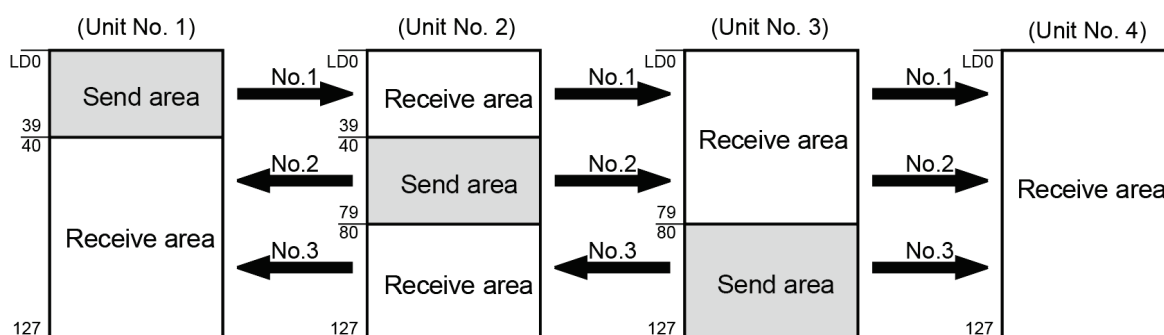 (Unit No. 1)
(Unit No. 2)
(Unit No. 3)
(Unit No. 4)
LD0
Send area
39
40
Receive area
127
No.1
No.2
No.3
LD0
Receive area
39
40
Send area
79
80
Receive area
127
No.1
No.2
No.3
LD0
Receive area
79
80
Send area
127
No.1
No.2
No.3
LD0
Receive area
127